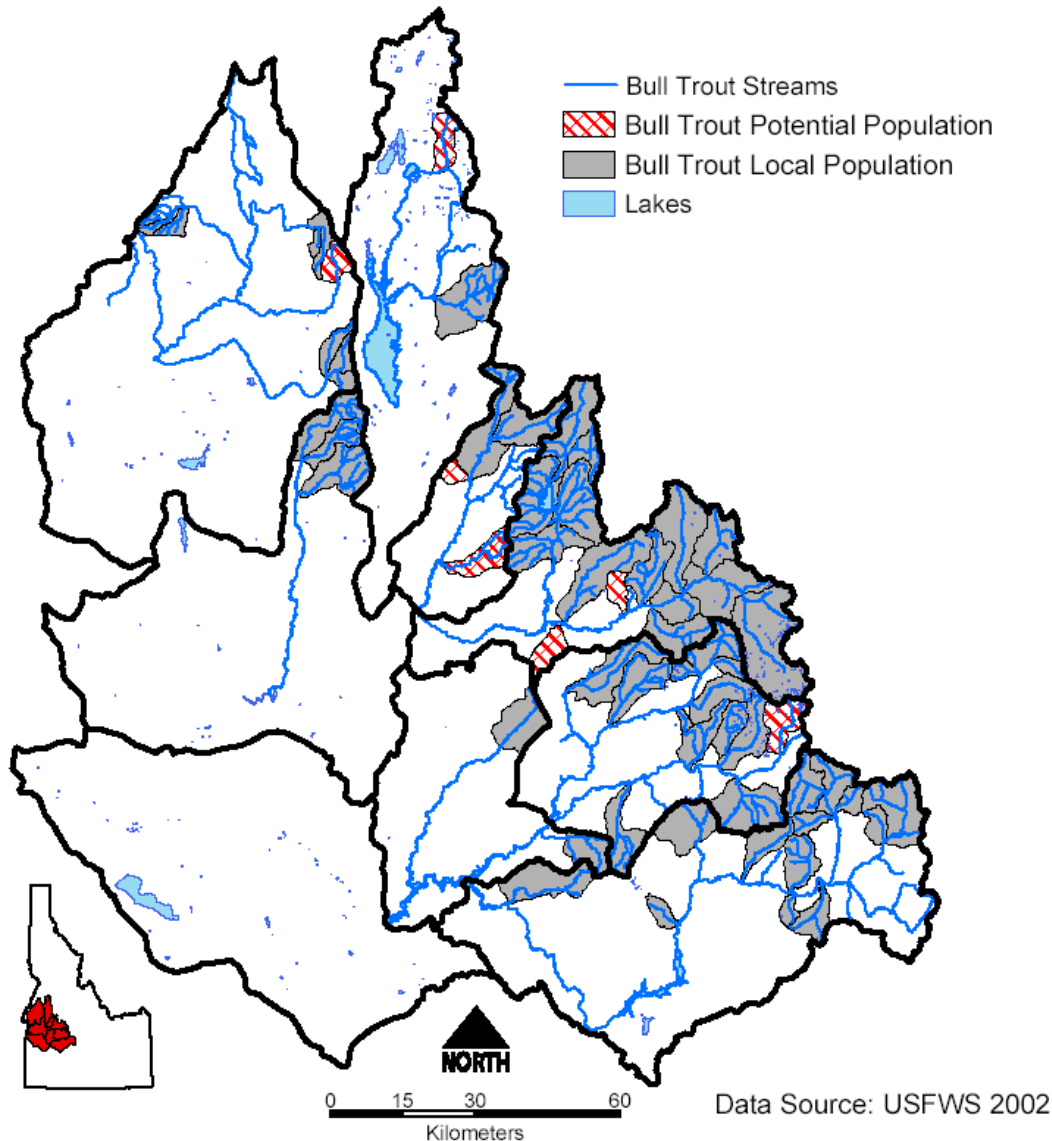 Bull Trout Streams
Bull Trout Potential Population
Bull Trout Local Population
Lakes
NORTH
0 15 30 60
Kilometers
Data Source: USFWS 2002